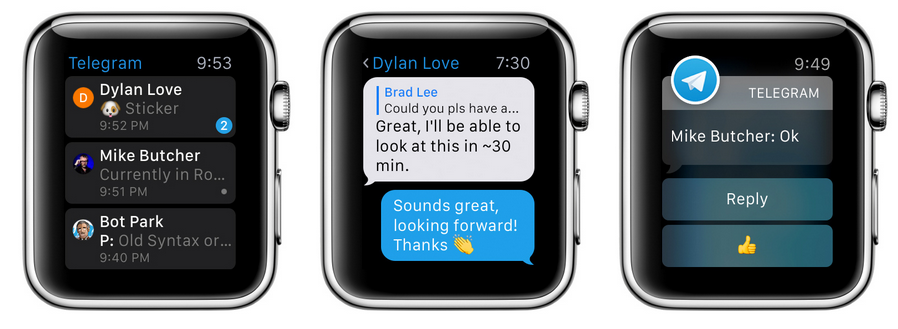 Telegram 9:53
D Dylan Love
🐶 Sticker
9:52 PM 2
Mike Butcher
Currently in Ro...
9:51 PM
Bot Park
P: Old Syntax or...
9:40 PM
‹ Dylan Love 7:30
Brad Lee
Could you pls have a...
Great, I'll be able to
look at this in ~30
min.
Sounds great,
looking forward!
Thanks 👏
9:49
TELEGRAM
Mike Butcher: Ok
Reply
👍